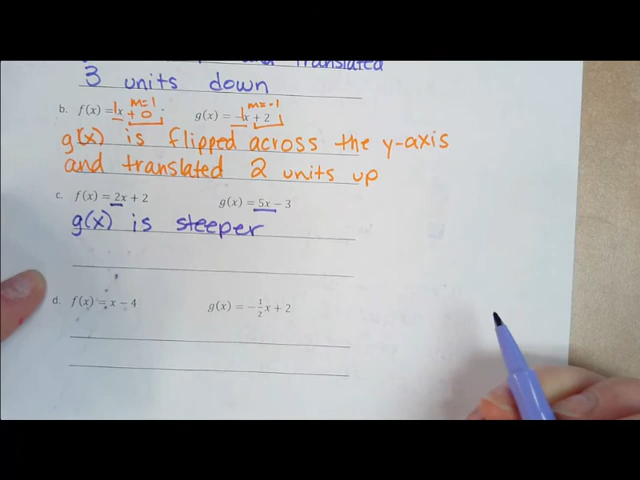 translated
3 units down
b. f(x) = 1x + 0 m=1 g(x) = -1x + 2 m=-1
g(x) is flipped across the y-axis
and translated 2 units up
c. f(x) = 2x + 2 g(x) = 5x − 3
g(x) is steeper
d. f(x) = x − 4 g(x) = −1/2x + 2